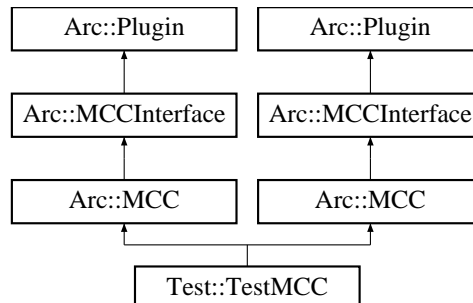 Arc::Plugin
Arc::Plugin
Arc::MCCInterface
Arc::MCCInterface
Arc::MCC
Arc::MCC
Test::TestMCC